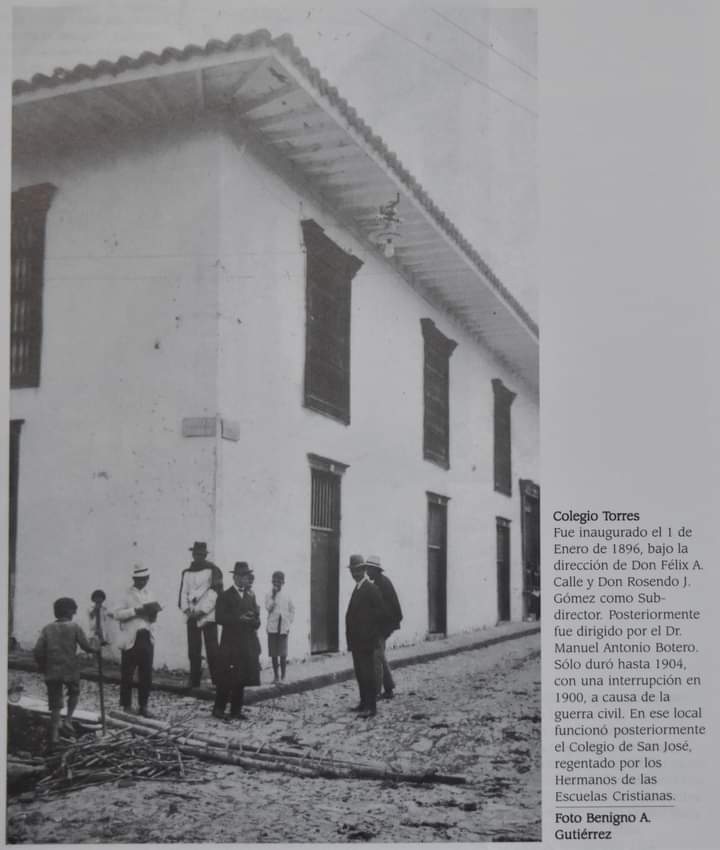 Colegio Torres
Fue inaugurado el 1 de
Enero de 1896, bajo la
dirección de Don Félix A.
Calle y Don Rosendo J.
Gómez como Sub-
director. Posteriormente
fue dirigido por el Dr.
Manuel Antonio Botero.
Sólo duró hasta 1904,
con una interrupción en
1900, a causa de la
guerra civil. En ese local
funcionó posteriormente
el Colegio de San José,
regentado por los
Hermanos de las
Escuelas Cristianas.
Foto Benigno A.
Gutiérrez